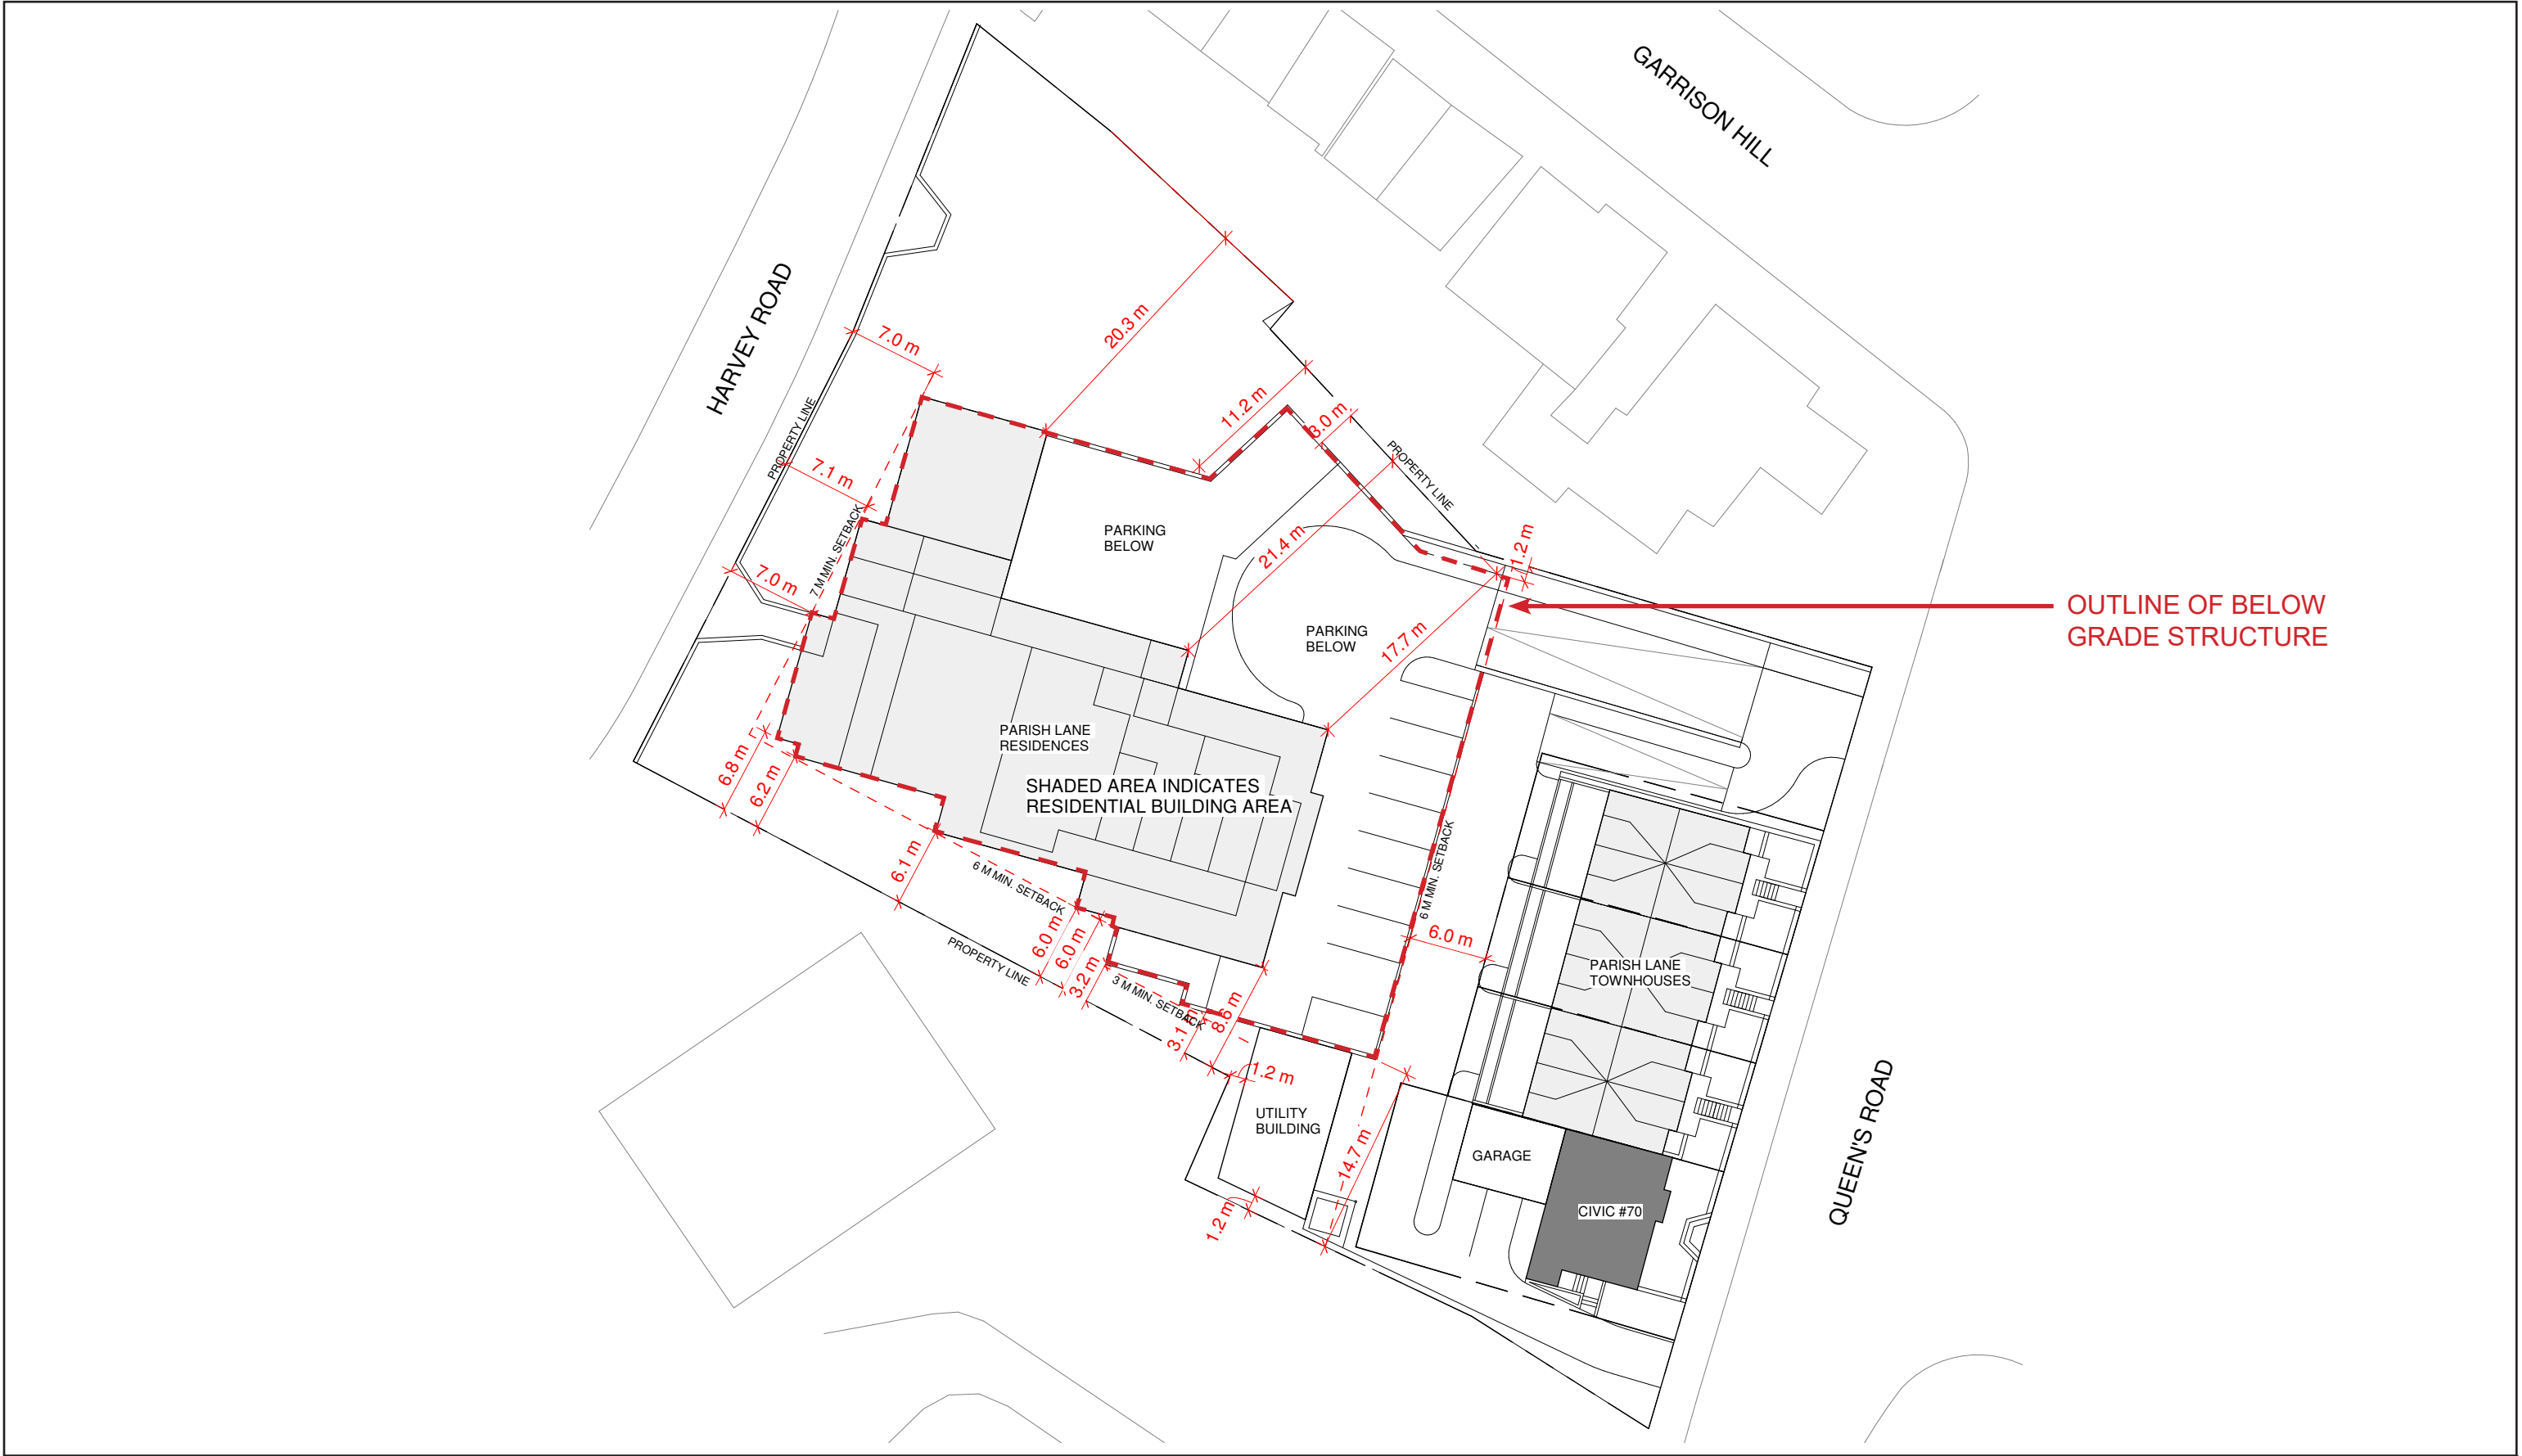 GARRISON HILL
HARVEY ROAD
20.3 m
7.0 m
11.2 m
3.0 m
PROPERTY LINE
PROPERTY LINE
7.1 m
7 M MIN. SETBACK
PARKING
BELOW
21.4 m
1.2 m
7.0 m
OUTLINE OF BELOW
GRADE STRUCTURE
PARKING
BELOW
17.7 m
PARISH LANE
RESIDENCES
SHADED AREA INDICATES
RESIDENTIAL BUILDING AREA
6.8 m
6.2 m
6.1 m
6 M MIN. SETBACK
6 M MIN. SETBACK
6.0 m
PROPERTY LINE
6.0 m
6.0 m
3.2 m
3 M MIN. SETBACK
3.1 m
8.6 m
PARISH LANE
TOWNHOUSES
1.2 m
UTILITY
BUILDING
14.7 m
GARAGE
CIVIC #70
1.2 m
QUEEN'S ROAD